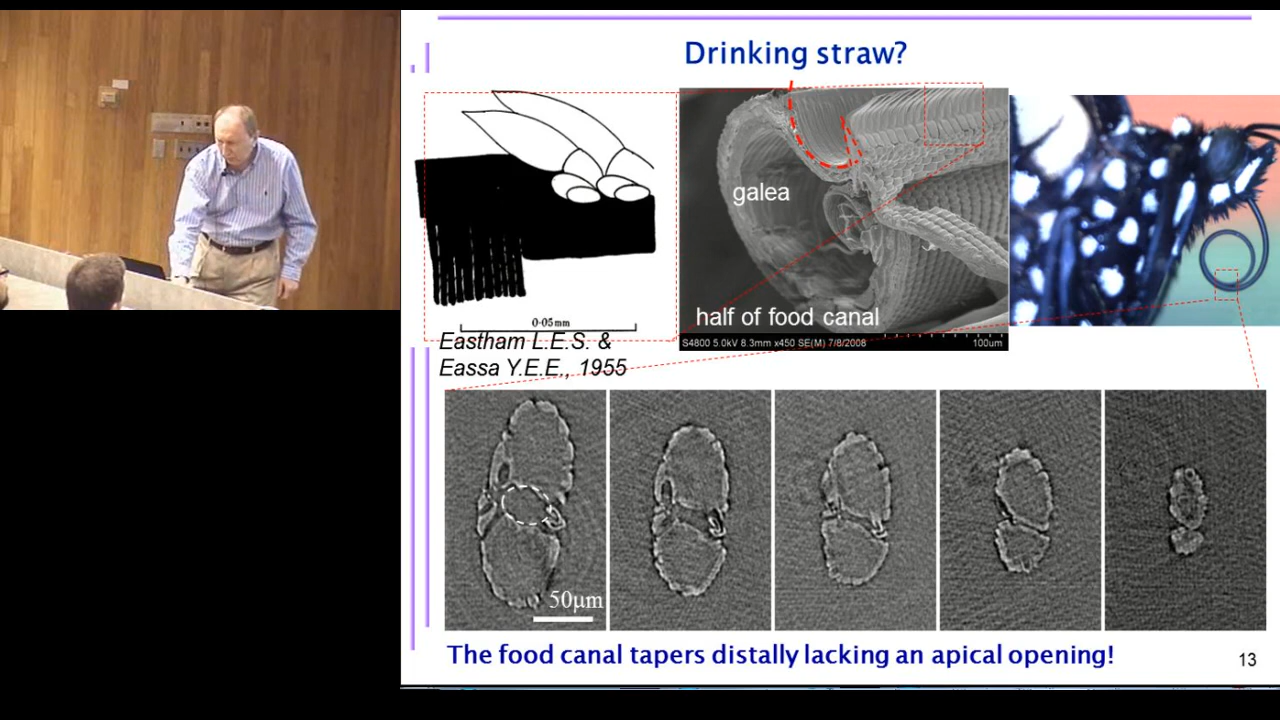 Drinking straw?
galea
half of food canal
0·05mm
S4800 5.0kV 8.3mm x450 SE(M) 7/8/2008
100um
Eastham L.E.S. &
Eassa Y.E.E., 1955
50µm
The food canal tapers distally lacking an apical opening!
13